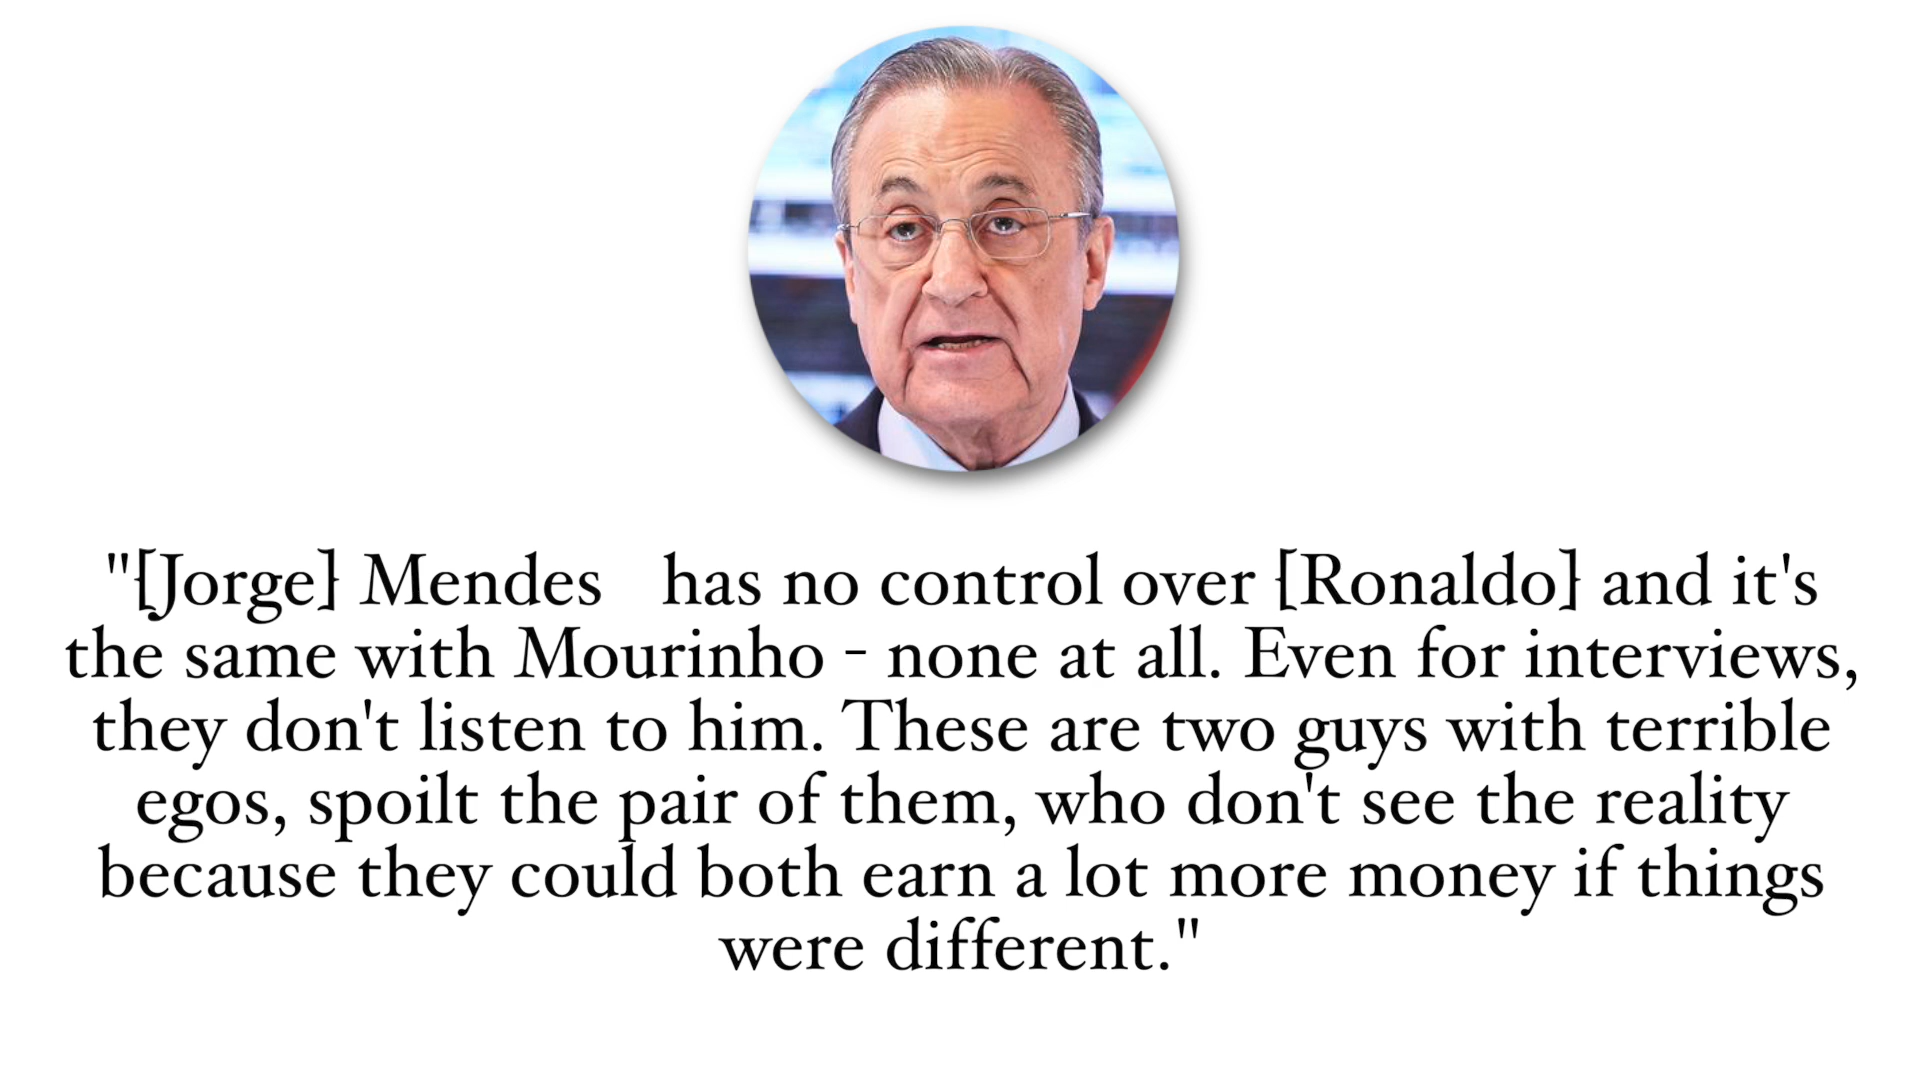 "[Jorge] Mendes   has no control over [Ronaldo] and it's
the same with Mourinho - none at all. Even for interviews,
they don't listen to him. These are two guys with terrible
egos, spoilt the pair of them, who don't see the reality
because they could both earn a lot more money if things
were different."